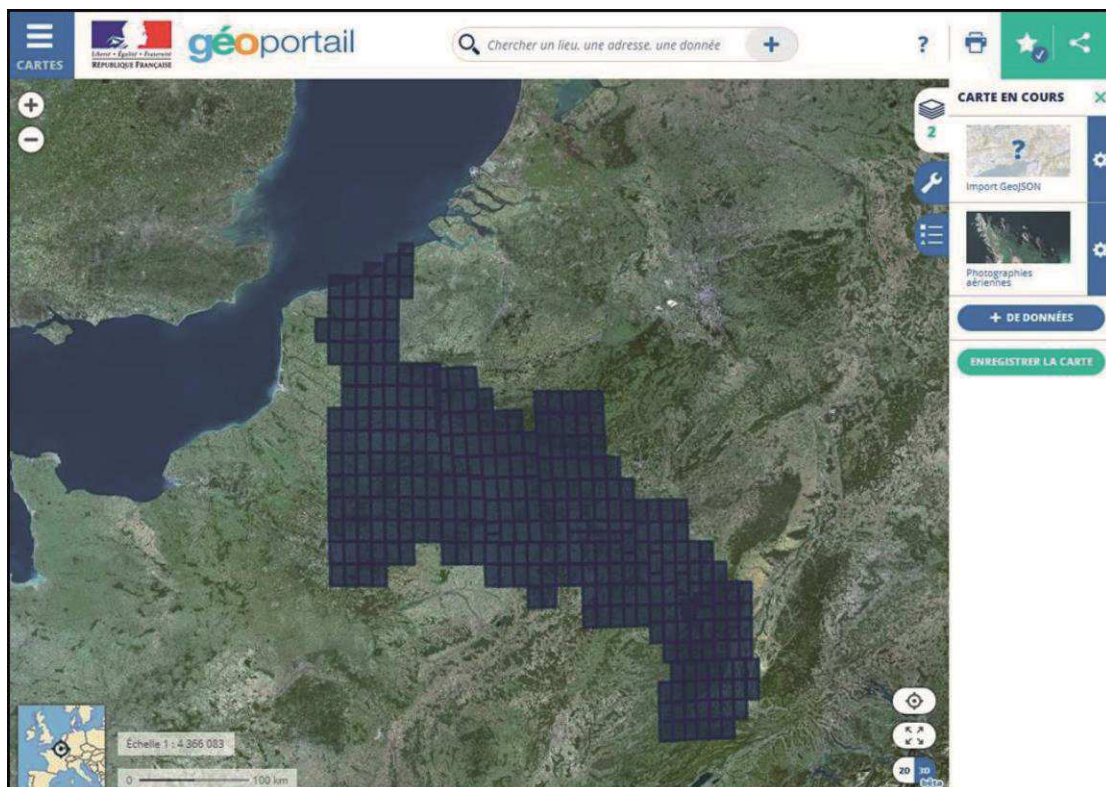 CARTES
Liberté • Égalité • Fraternité
RÉPUBLIQUE FRANÇAISE
géoportail
Chercher un lieu, une adresse, une donnée
+
?
+
−
2
CARTE EN COURS
?
Import GeoJSON
Photographies
aériennes
+ DE DONNÉES
ENREGISTRER LA CARTE
Échelle 1 : 4 366 083
0 100 km
2D 3D
bêta